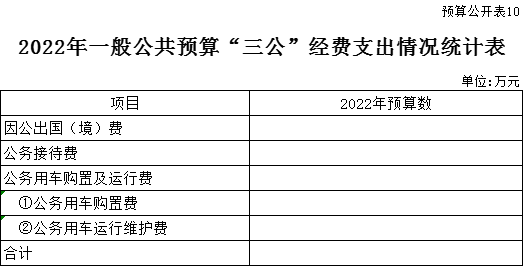 预算公开表10
2022年一般公共预算“三公”经费支出情况统计表
单位:万元
项目 2022年预算数
因公出国（境）费
公务接待费
公务用车购置及运行费
①公务用车购置费
②公务用车运行维护费
合计